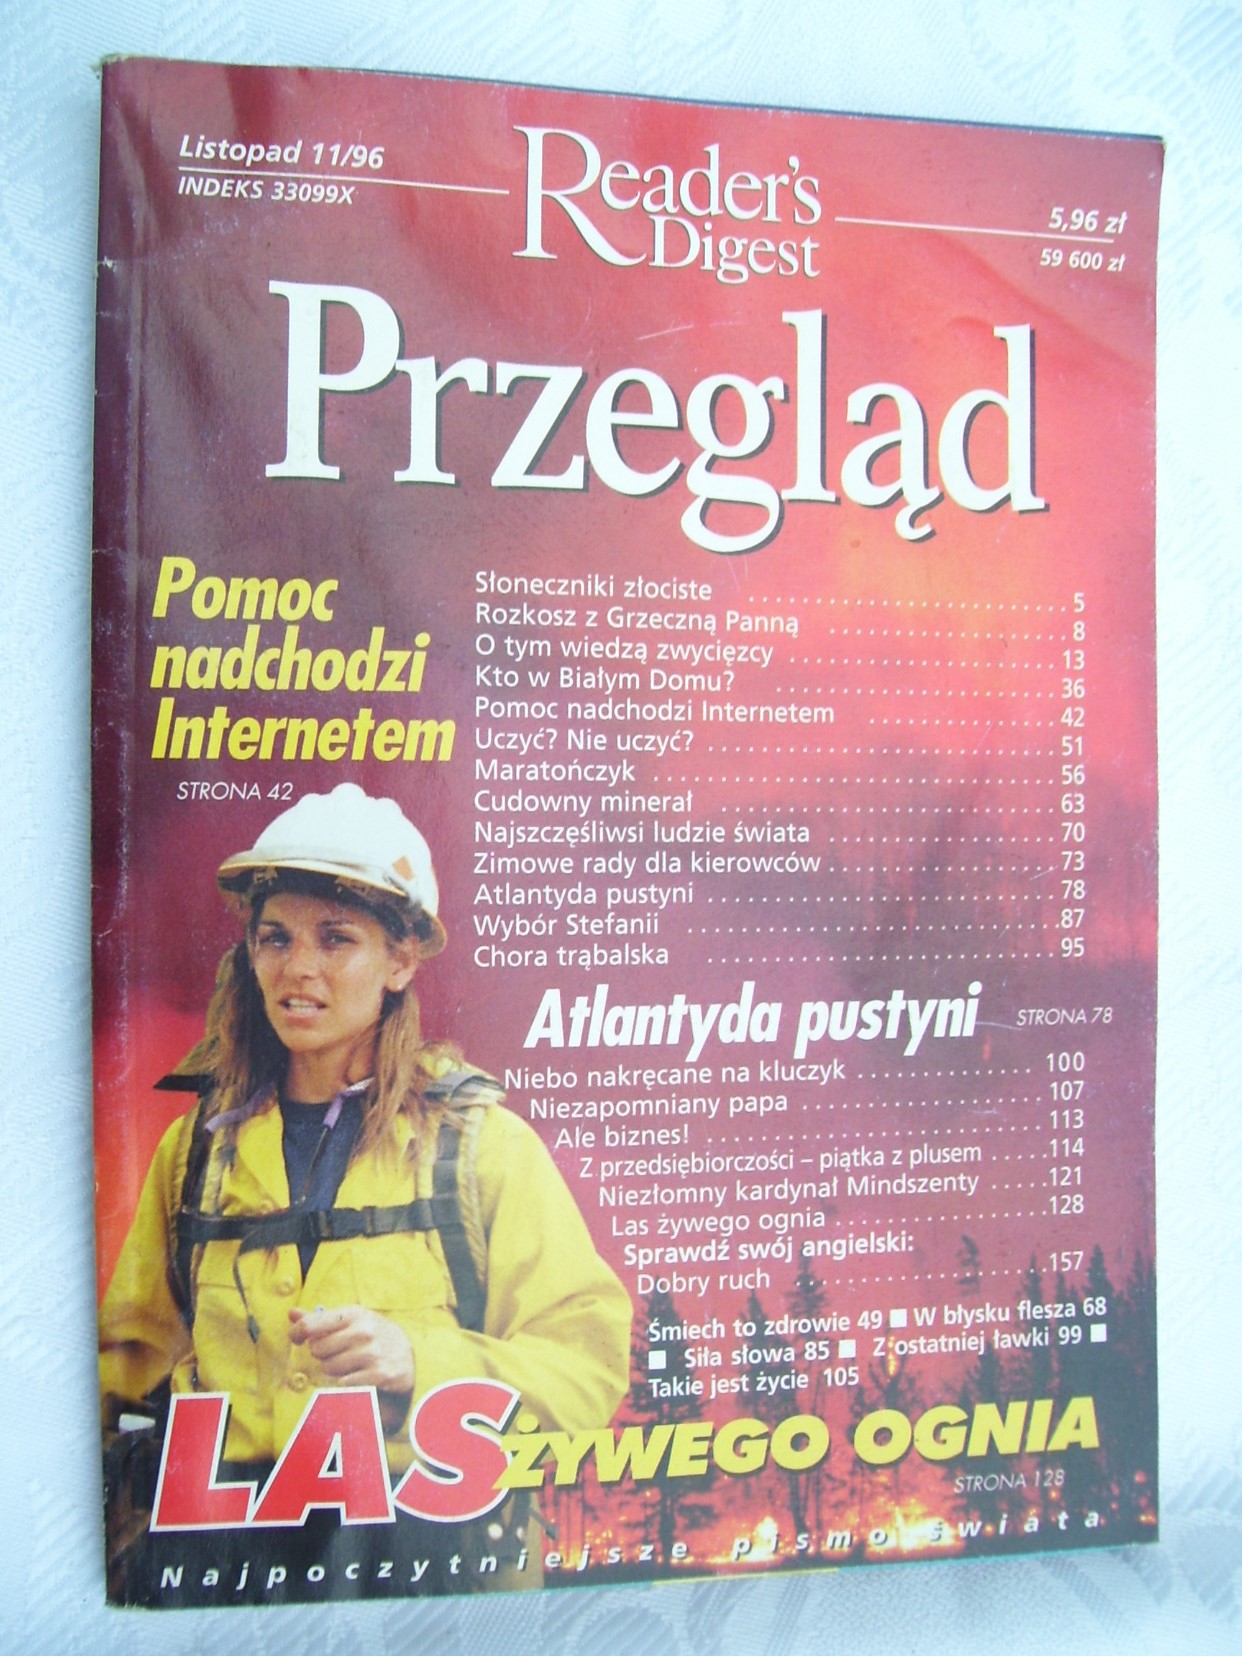 Listopad 11/96
INDEKS 33099X
Reader's
Digest
5,96 zł
59 600 zł
Przegląd
Pomoc
nadchodzi
Internetem
STRONA 42
Słoneczniki złociste ........................ 5
Rozkosz z Grzeczną Panną ................... 8
O tym wiedzą zwycięzcy ..................... 13
Kto w Białym Domu? ...................... 36
Pomoc nadchodzi Internetem ............... 42
Uczyć? Nie uczyć? ........................... 51
Maratończyk ............................... 56
Cudowny minerał .......................... 63
Najszczęśliwsi ludzie świata .................. 70
Zimowe rady dla kierowców .................. 73
Atlantyda pustyni ............................ 78
Wybór Stefanii ............................. 87
Chora trąbalska ............................ 95
Atlantyda pustyni STRONA 78
Niebo nakręcane na kluczyk .............. 100
Niezapomniany papa .................... 107
Ale biznes! ........................... 113
Z przedsiębiorczości – piątka z plusem ..... 114
Niezłomny kardynał Mindszenty ..... 121
Las żywego ognia ................. 128
Sprawdź swój angielski:
Dobry ruch .................... 157
Śmiech to zdrowie 49 ■ W błysku flesza 68
■ Siła słowa 85 ■ Z ostatniej ławki 99 ■
Takie jest życie 105
LAS ŻYWEGO OGNIA
STRONA 128
Najpoczytniejsze pismo świata